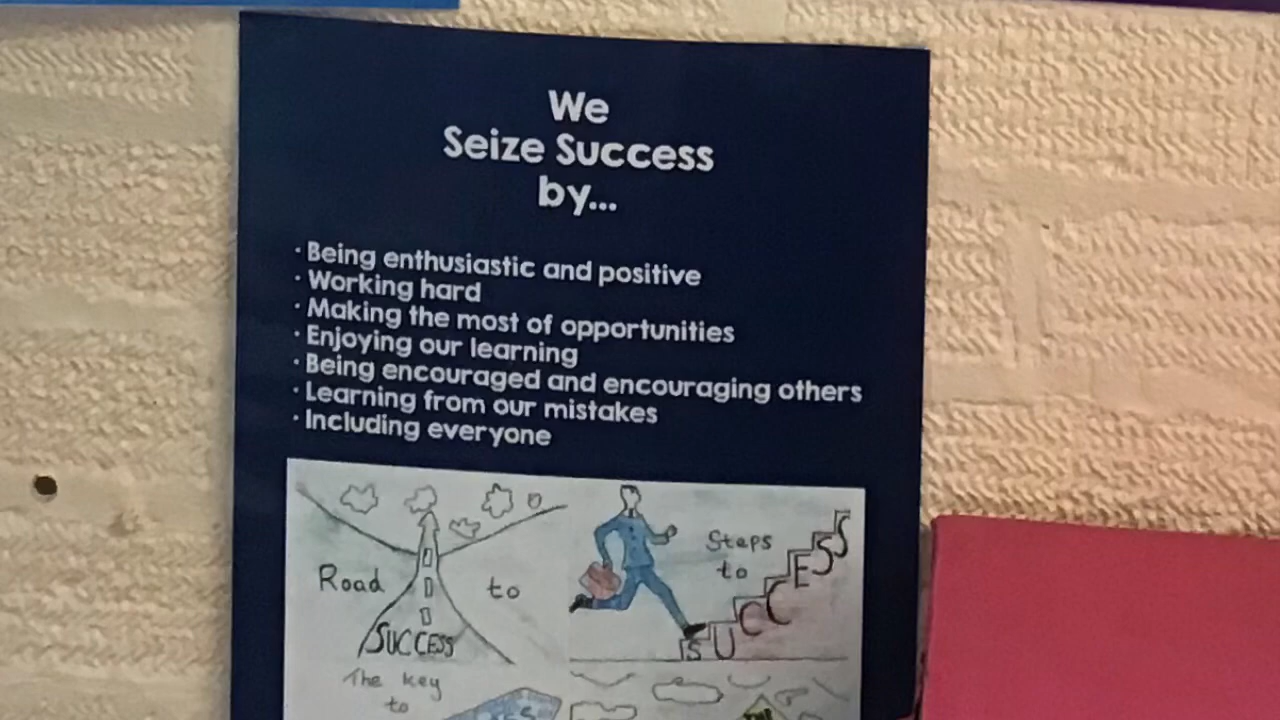 We
Seize Success
by...
· Being enthusiastic and positive
· Working hard
· Making the most of opportunities
· Enjoying our learning
· Being encouraged and encouraging others
· Learning from our mistakes
· Including everyone
Road to
SUCCESS
Steps
to
SUCCESS
The key
to